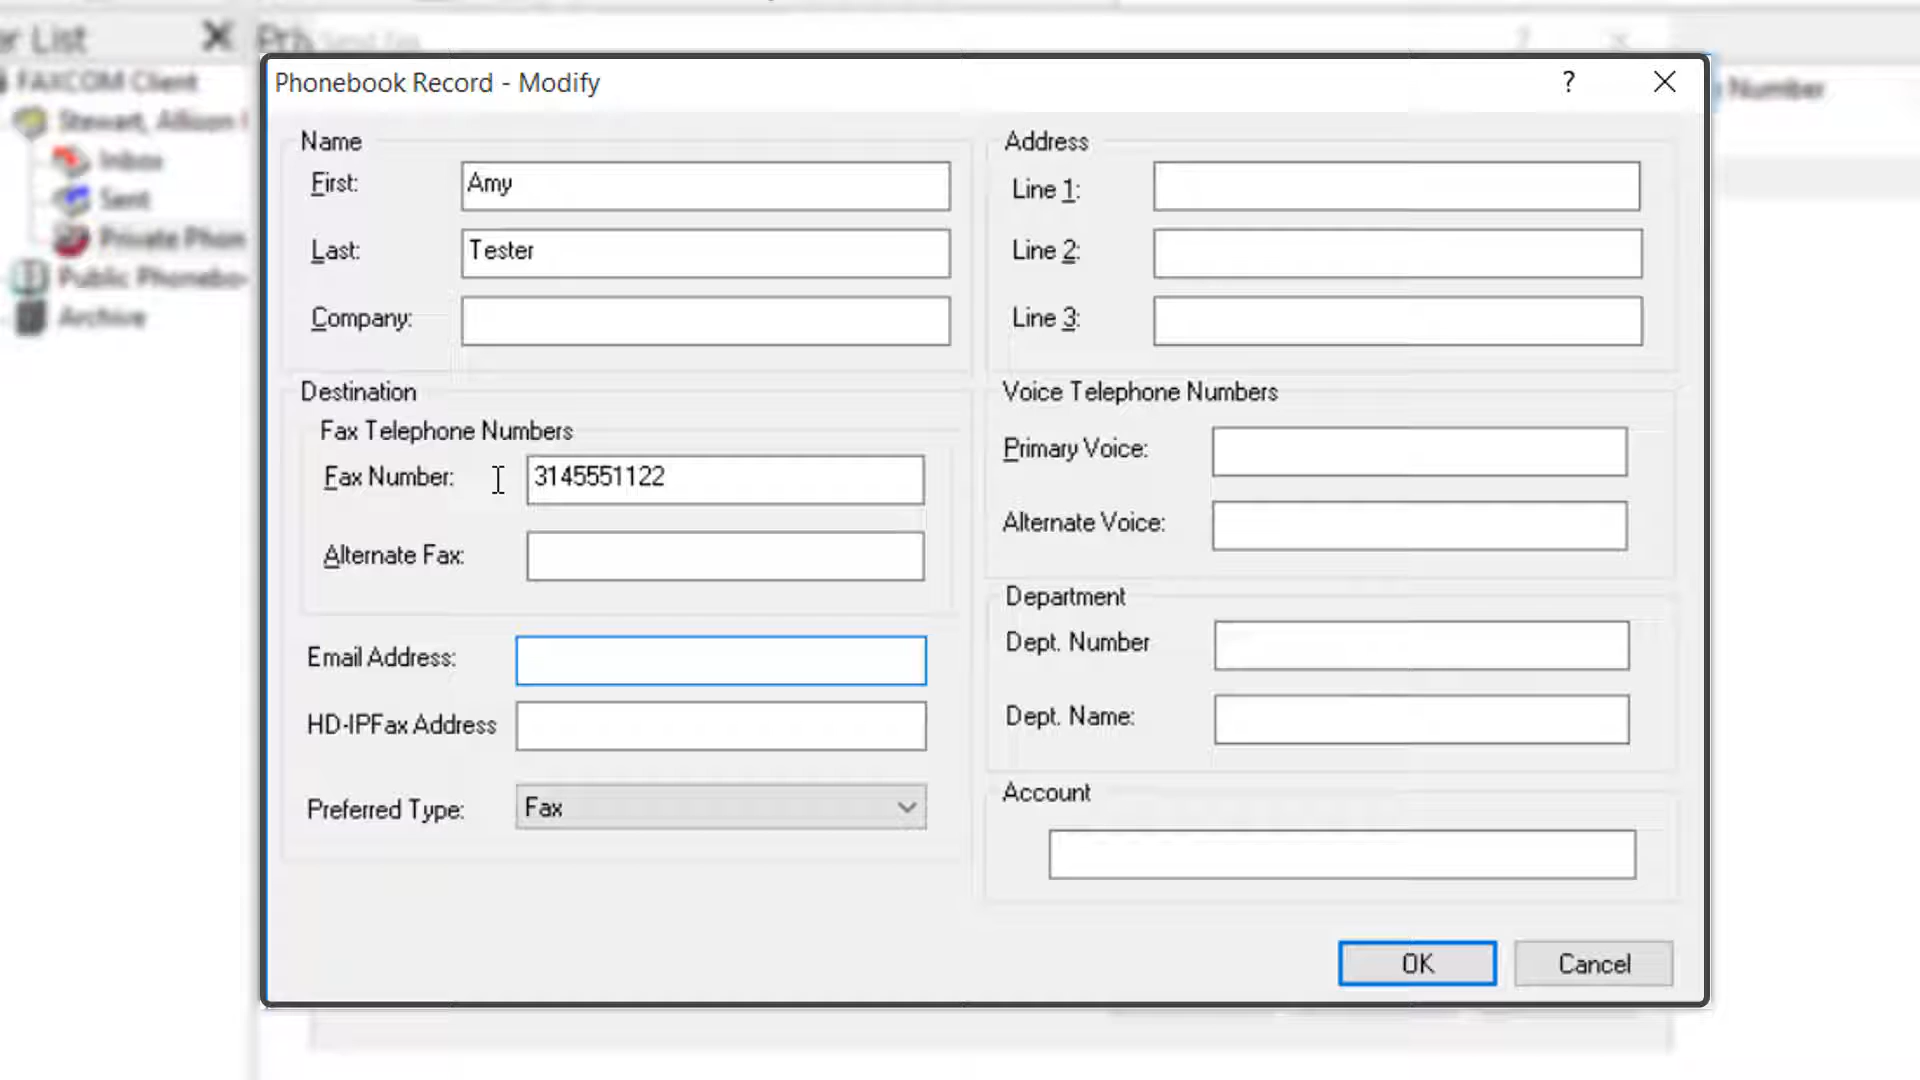 er List
Send Fax
FAXCOM Client
Stewart, Allison
Inbox
Sent
Private Phon
Public Phonebo
Archive
Number
Phonebook Record - Modify
?
Name
First:
Amy
Last:
Tester
Company:
Destination
Fax Telephone Numbers
Fax Number:
3145551122
Alternate Fax:
Email Address:
HD-IPFax Address
Preferred Type:
Fax
Address
Line 1:
Line 2:
Line 3:
Voice Telephone Numbers
Primary Voice:
Alternate Voice:
Department
Dept. Number
Dept. Name:
Account
OK
Cancel